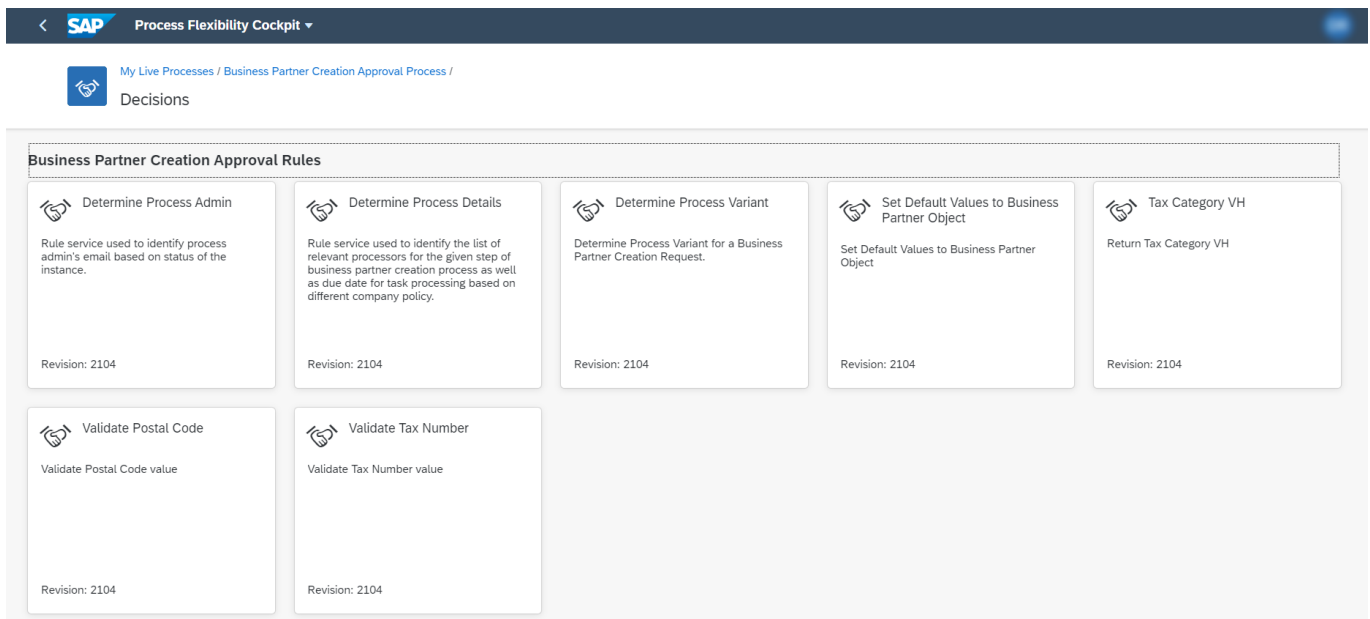 SAP Process Flexibility Cockpit
My Live Processes / Business Partner Creation Approval Process /
Decisions
Business Partner Creation Approval Rules
Determine Process Admin
Rule service used to identify process
admin's email based on status of the
instance.
Revision: 2104
Determine Process Details
Rule service used to identify the list of
relevant processors for the given step of
business partner creation process as well
as due date for task processing based on
different company policy.
Revision: 2104
Determine Process Variant
Determine Process Variant for a Business
Partner Creation Request.
Revision: 2104
Set Default Values to Business
Partner Object
Set Default Values to Business Partner
Object
Revision: 2104
Tax Category VH
Return Tax Category VH
Revision: 2104
Validate Postal Code
Validate Postal Code value
Revision: 2104
Validate Tax Number
Validate Tax Number value
Revision: 2104